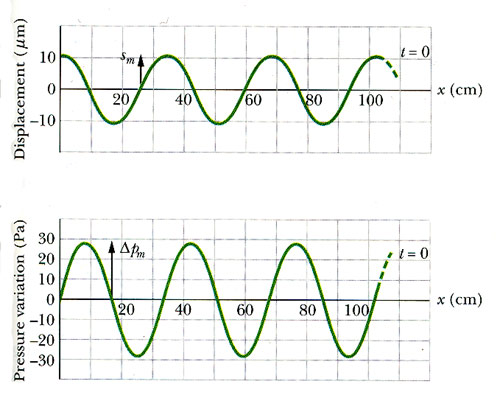 Displacement (μm)
10
0
−10
s_m
t = 0
20 40 60 80 100
x (cm)
Pressure variation (Pa)
30
20
10
0
−10
−20
−30
Δp_m
t = 0
20 40 60 80 100
x (cm)